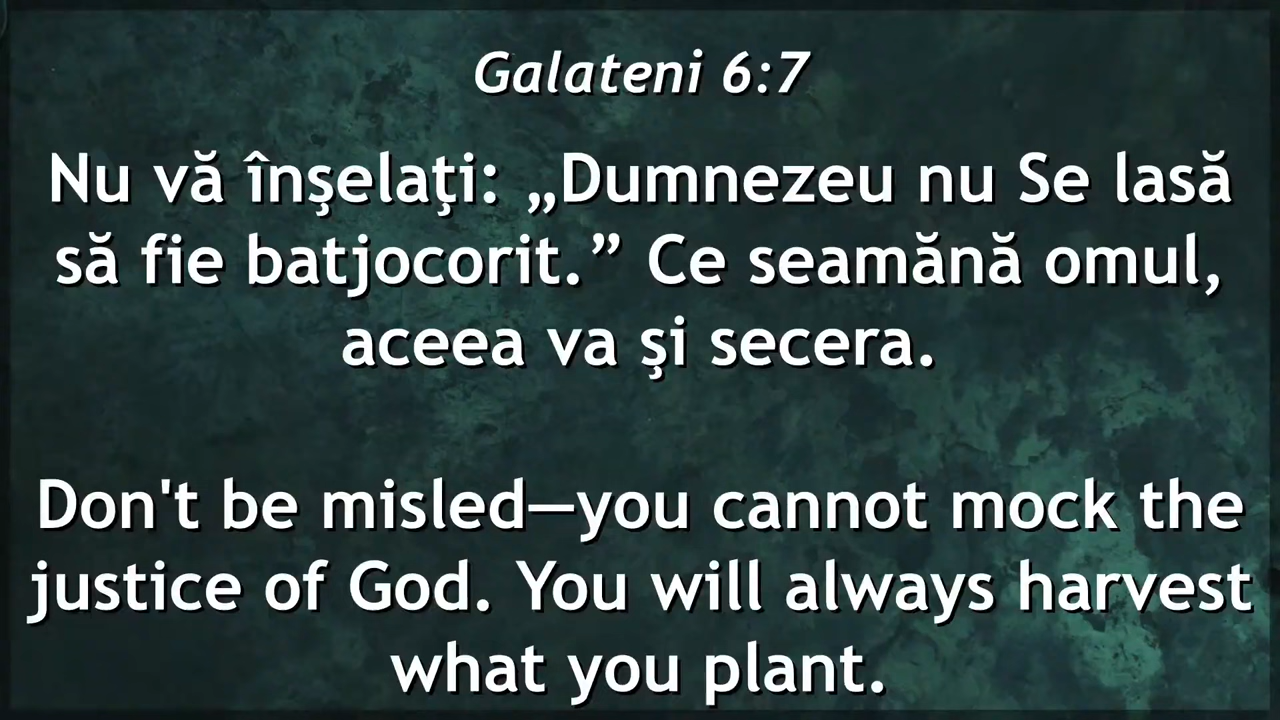 Galateni 6:7
Nu vă înşelaţi: „Dumnezeu nu Se lasă
să fie batjocorit.” Ce seamănă omul,
aceea va şi secera.
Don't be misled—you cannot mock the
justice of God. You will always harvest
what you plant.